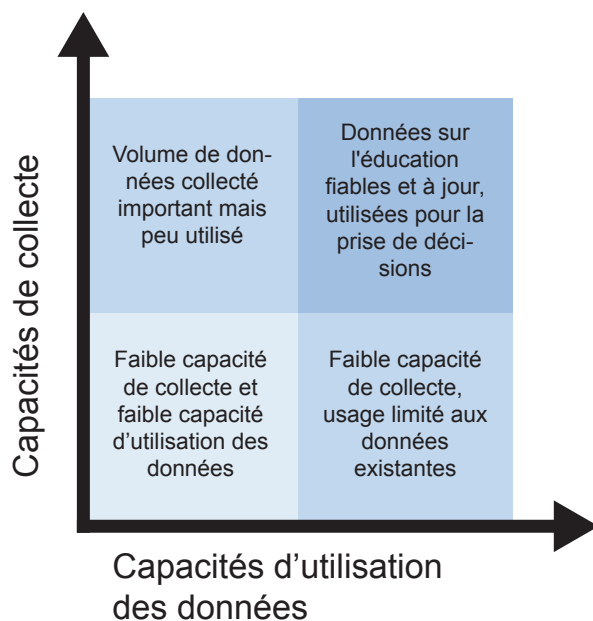 Capacités de collecte
Volume de don-
nées collecté
important mais
peu utilisé
Données sur
l'éducation
fiables et à jour,
utilisées pour la
prise de déci-
sions
Faible capacité
de collecte et
faible capacité
d’utilisation des
données
Faible capacité
de collecte,
usage limité aux
données
existantes
Capacités d’utilisation
des données